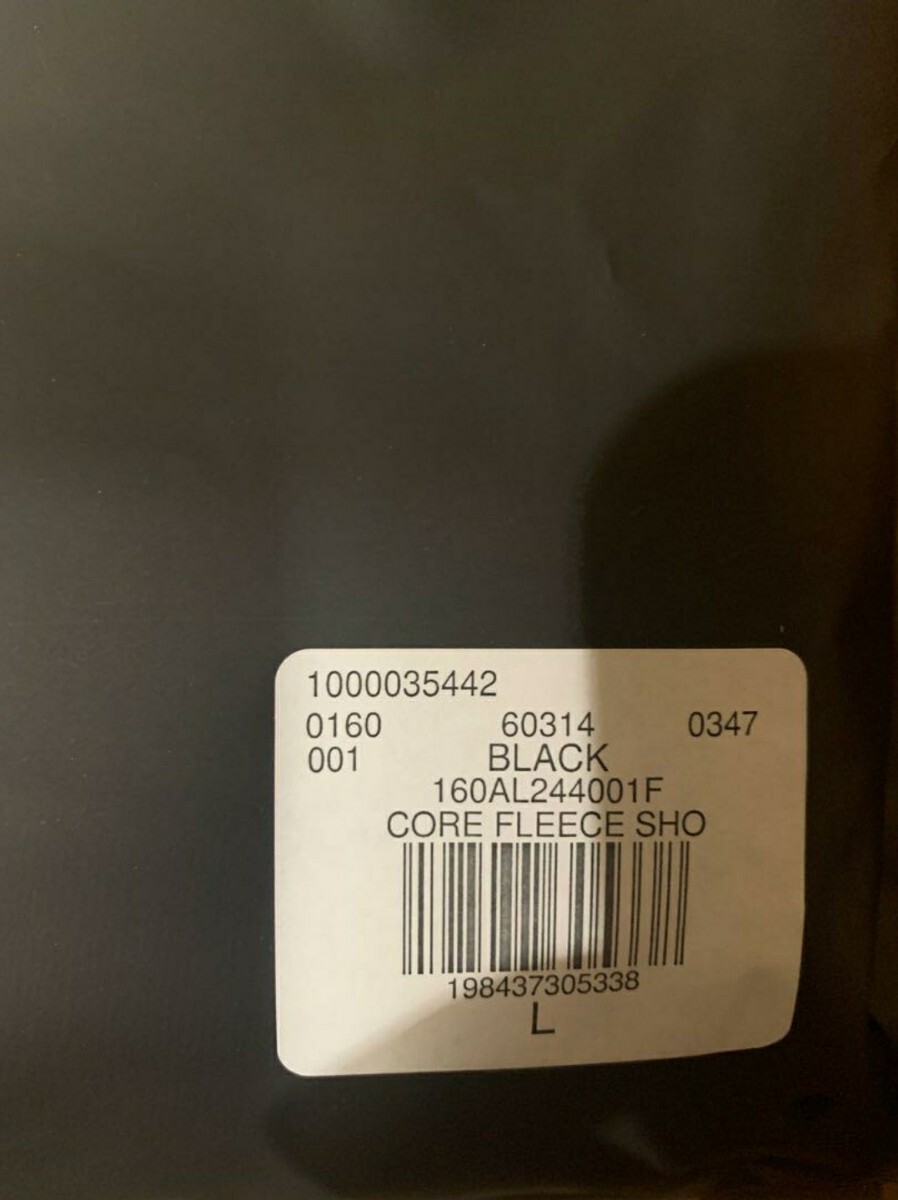 1000035442
0160 60314 0347
001 BLACK
160AL244001F
CORE FLEECE SHO
198437305338
L